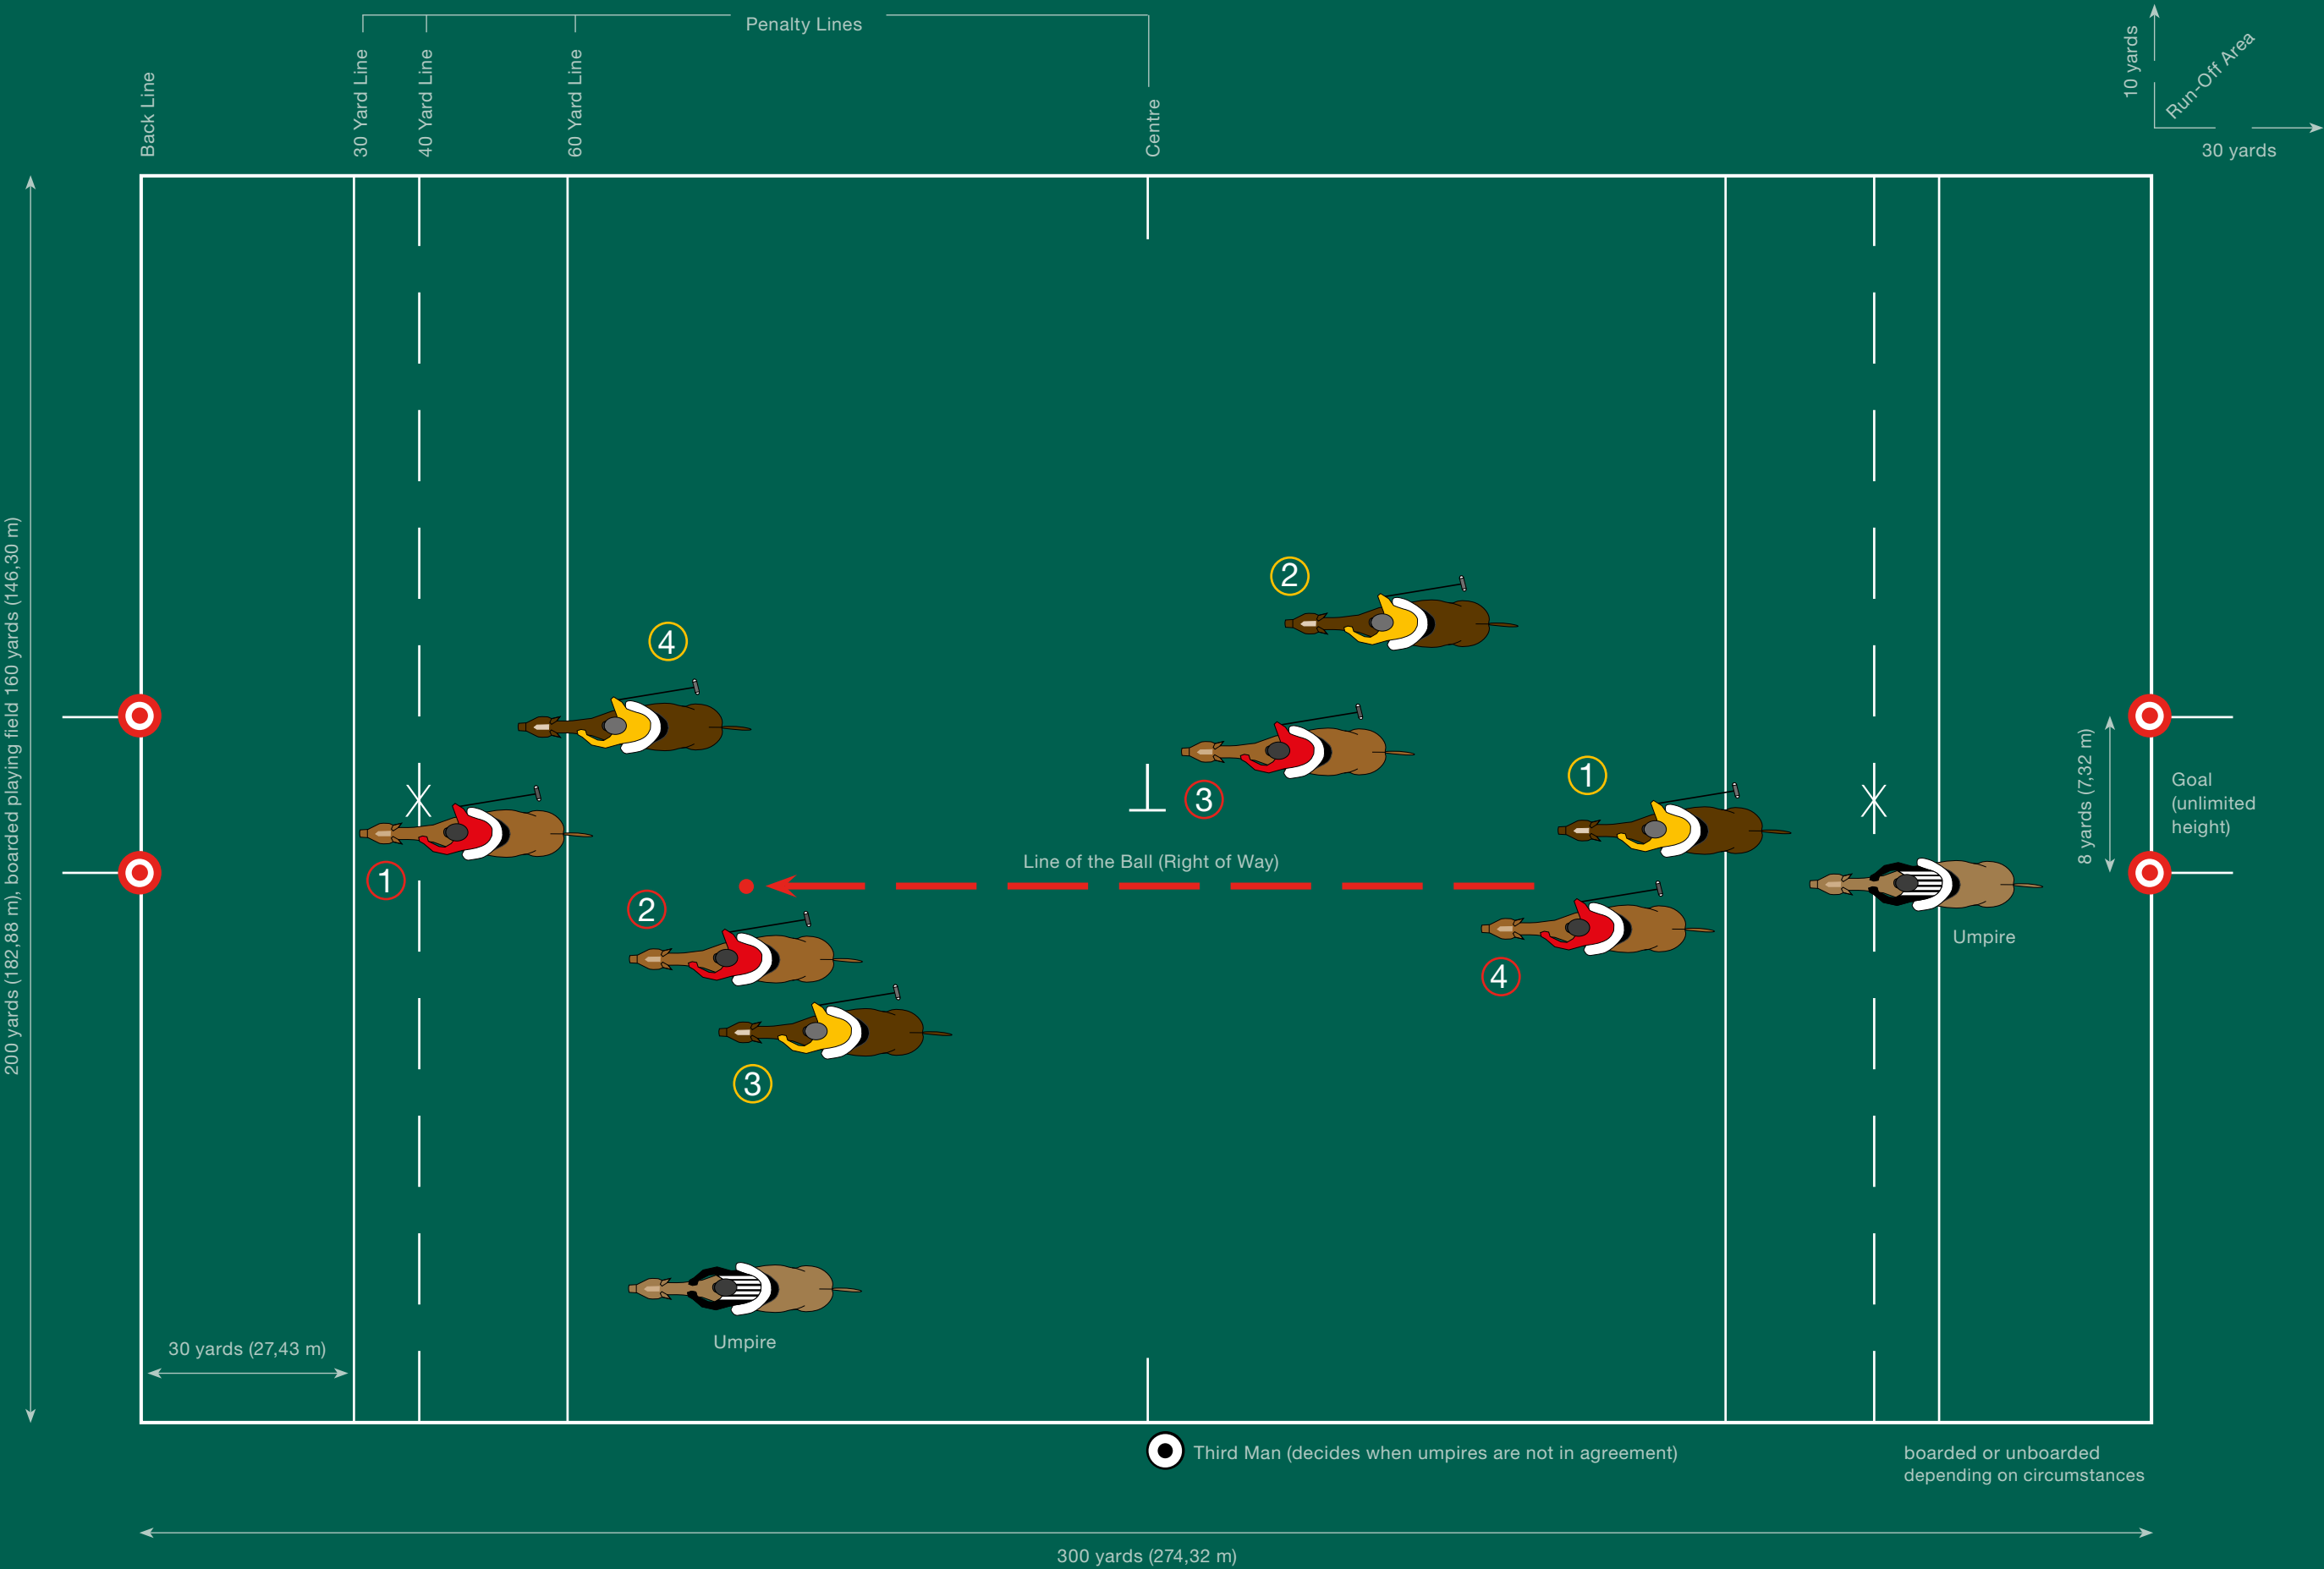 Penalty Lines
Back Line
30 Yard Line
40 Yard Line
60 Yard Line
Centre
10 yards
Run-Off Area
30 yards
200 yards (182,88 m), boarded playing field 160 yards (146,30 m)
2
4
1
3
8 yards (7,32 m)
Goal
(unlimited
height)
Line of the Ball (Right of Way)
1
2
Umpire
4
3
Umpire
30 yards (27,43 m)
Third Man (decides when umpires are not in agreement)
boarded or unboarded
depending on circumstances
300 yards (274,32 m)